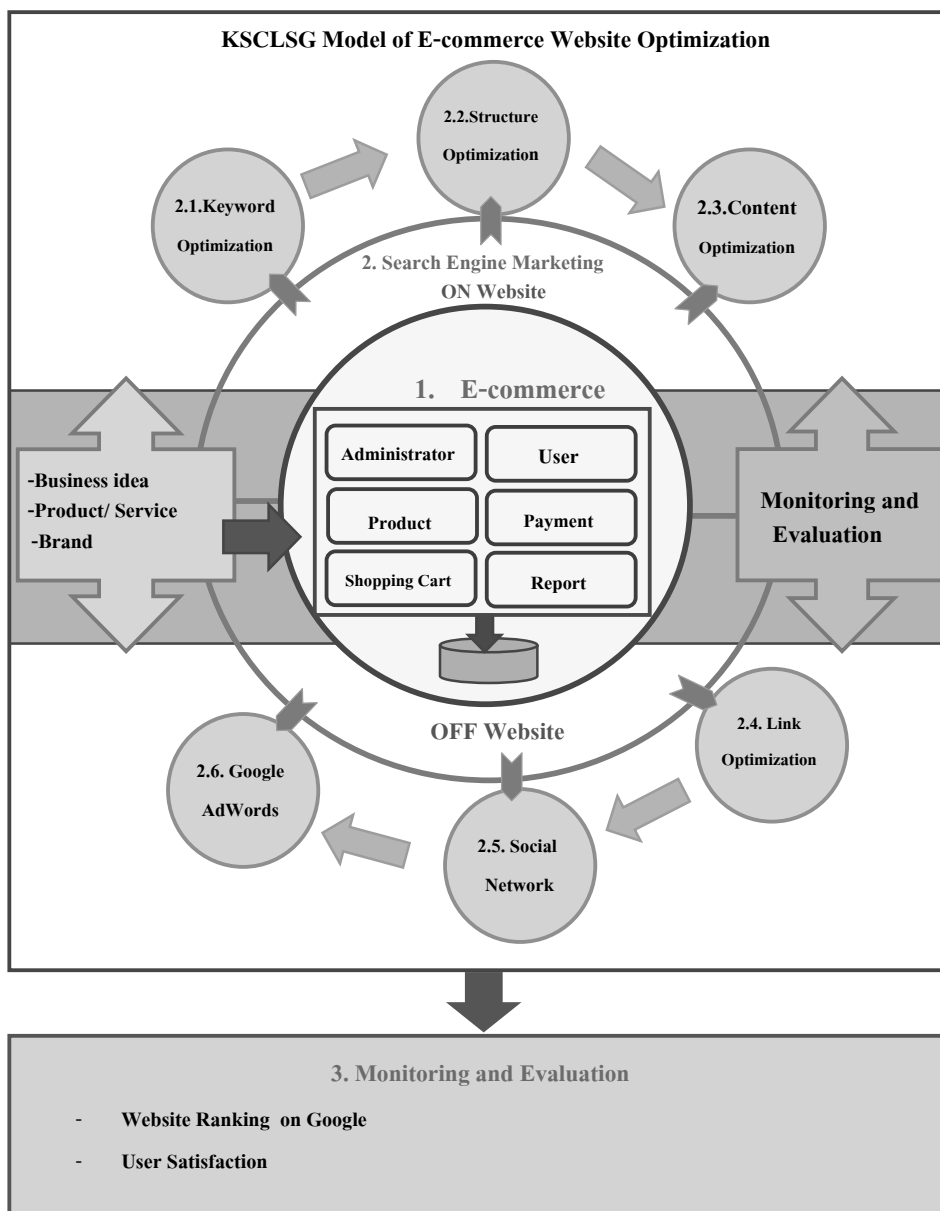 KSCLSG Model of E-commerce Website Optimization
2.2.Structure
Optimization
2.1.Keyword
Optimization
2.3.Content
Optimization
2. Search Engine Marketing
ON Website
1. E-commerce
Administrator
User
Product
Payment
Shopping Cart
Report
-Business idea
-Product/ Service
-Brand
Monitoring and
Evaluation
OFF Website
2.4. Link
Optimization
2.6. Google
AdWords
2.5. Social
Network
3. Monitoring and Evaluation
- Website Ranking on Google
- User Satisfaction